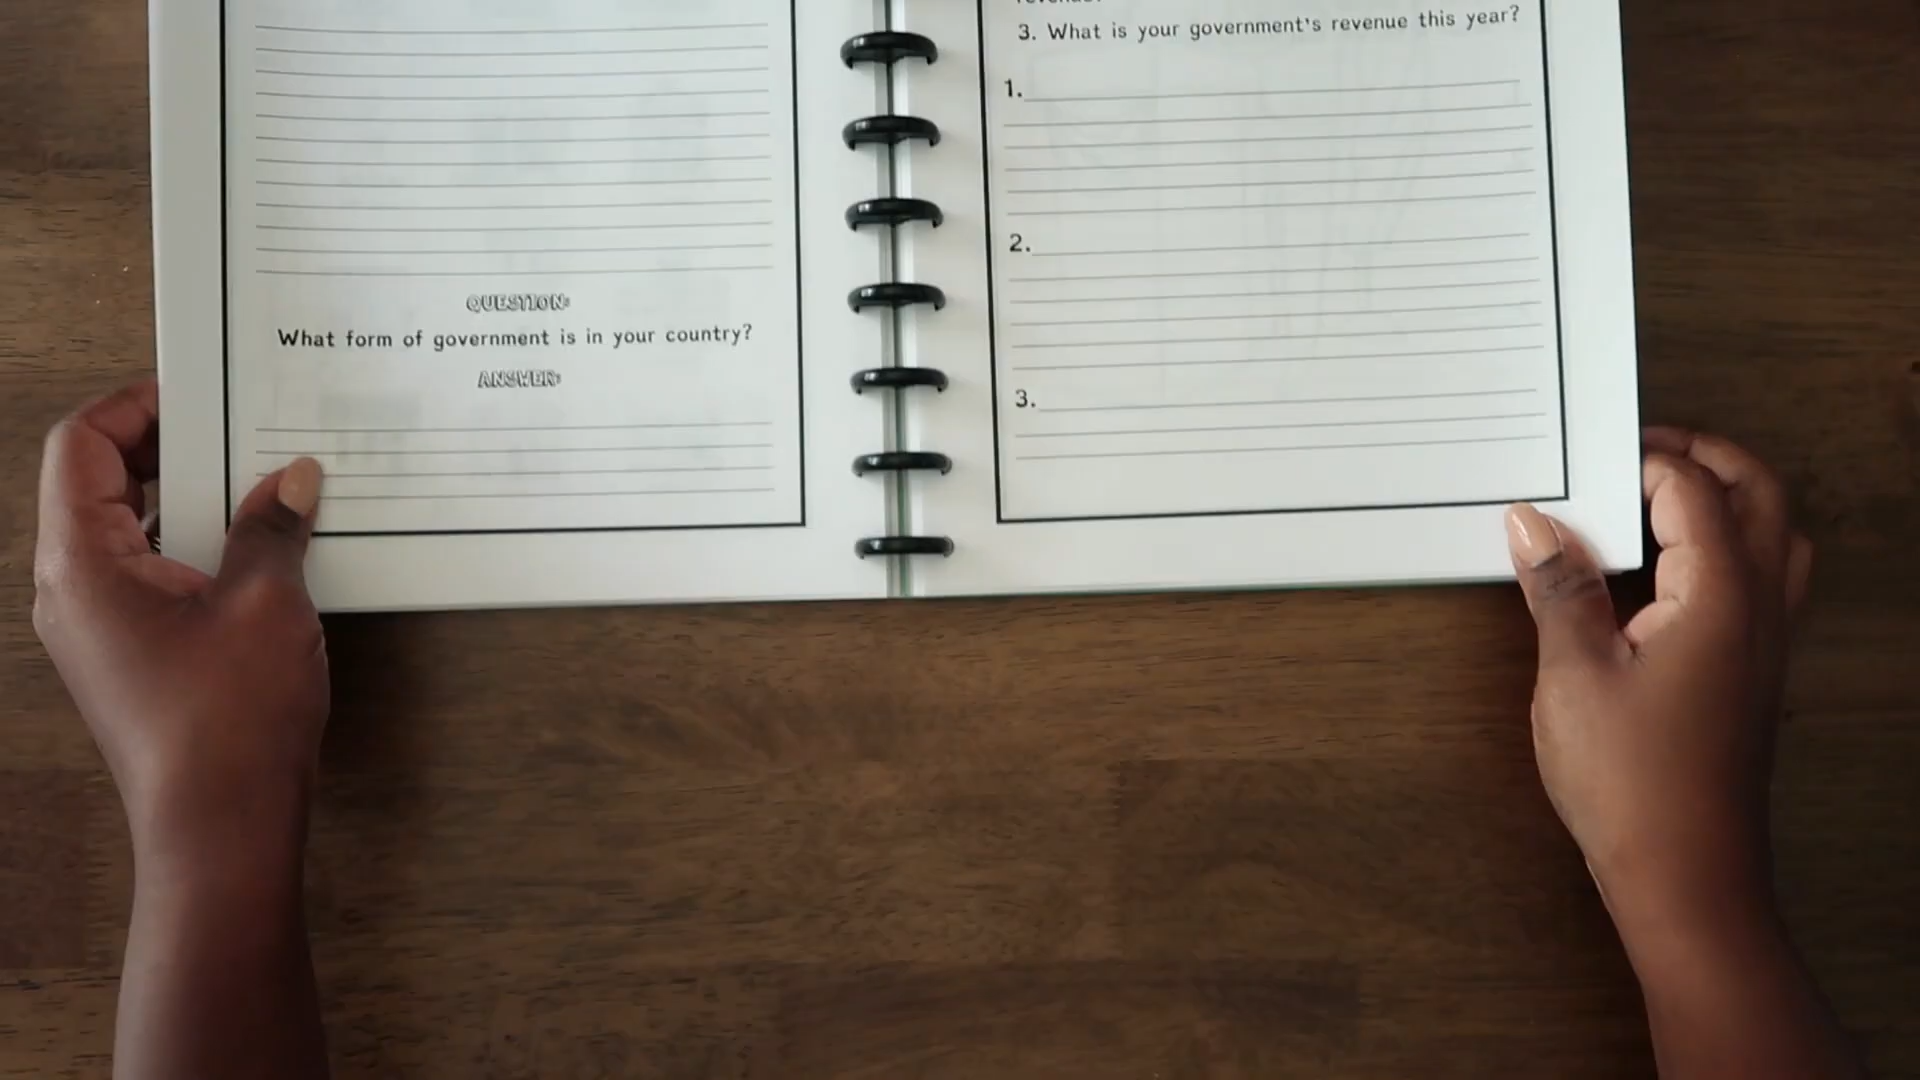 QUESTION:
What form of government is in your country?
ANSWER:
3. What is your government's revenue this year?
1.
2.
3.